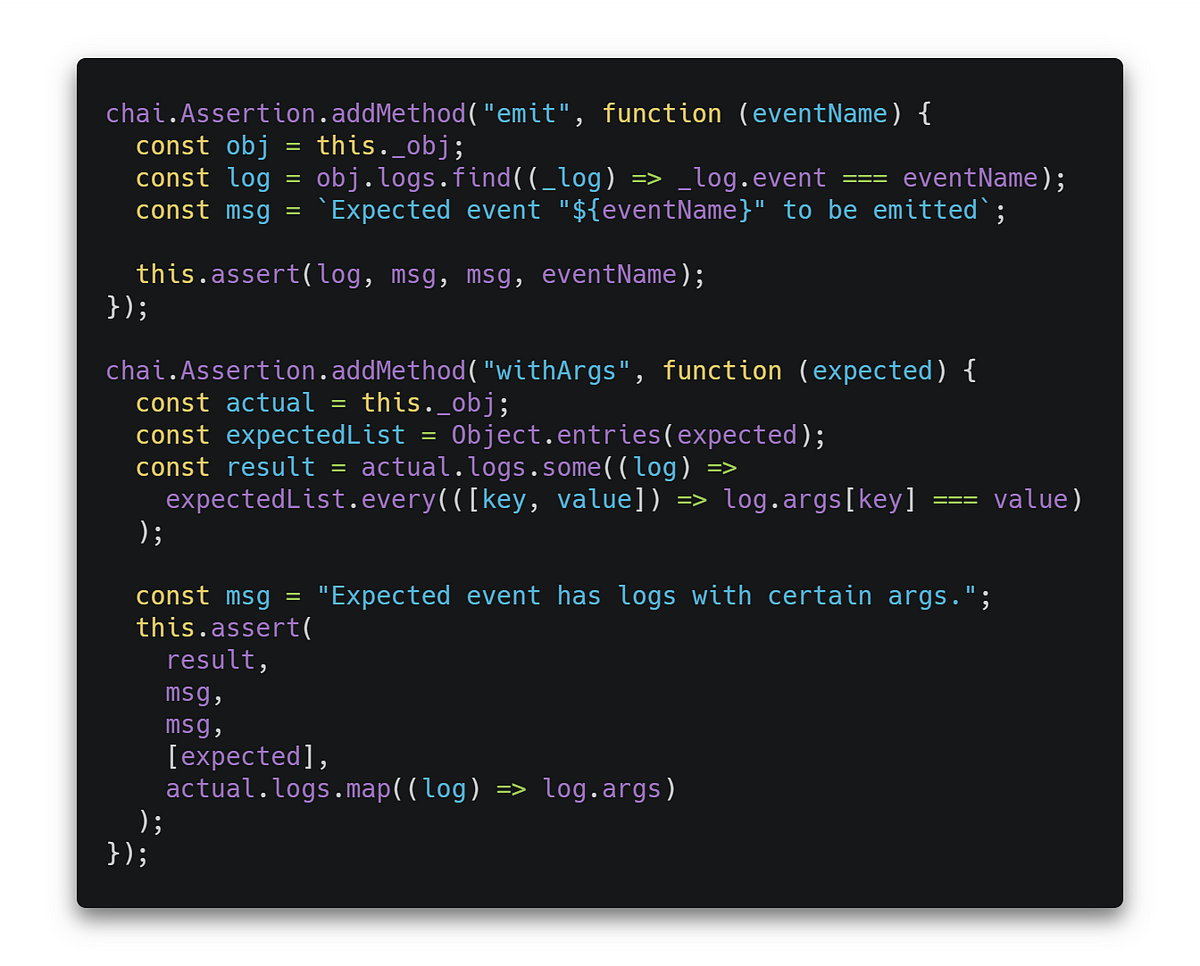 chai.Assertion.addMethod("emit", function (eventName) {
  const obj = this._obj;
  const log = obj.logs.find((_log) => _log.event === eventName);
  const msg = `Expected event "${eventName}" to be emitted`;

  this.assert(log, msg, msg, eventName);
});

chai.Assertion.addMethod("withArgs", function (expected) {
  const actual = this._obj;
  const expectedList = Object.entries(expected);
  const result = actual.logs.some((log) =>
    expectedList.every(([key, value]) => log.args[key] === value)
  );

  const msg = "Expected event has logs with certain args.";
  this.assert(
    result,
    msg,
    msg,
    [expected],
    actual.logs.map((log) => log.args)
  );
});